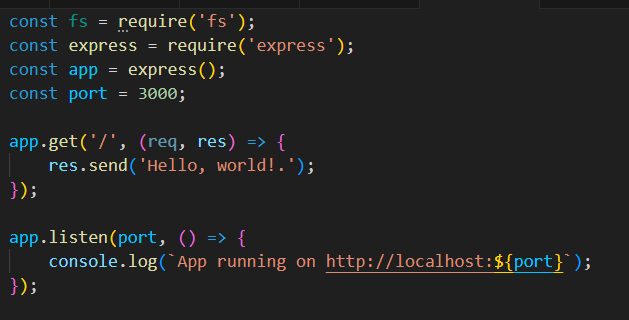 const fs = require('fs');
const express = require('express');
const app = express();
const port = 3000;
app.get('/', (req, res) => {
    res.send('Hello, world!.');
});
app.listen(port, () => {
    console.log(`App running on http://localhost:${port}`);
});